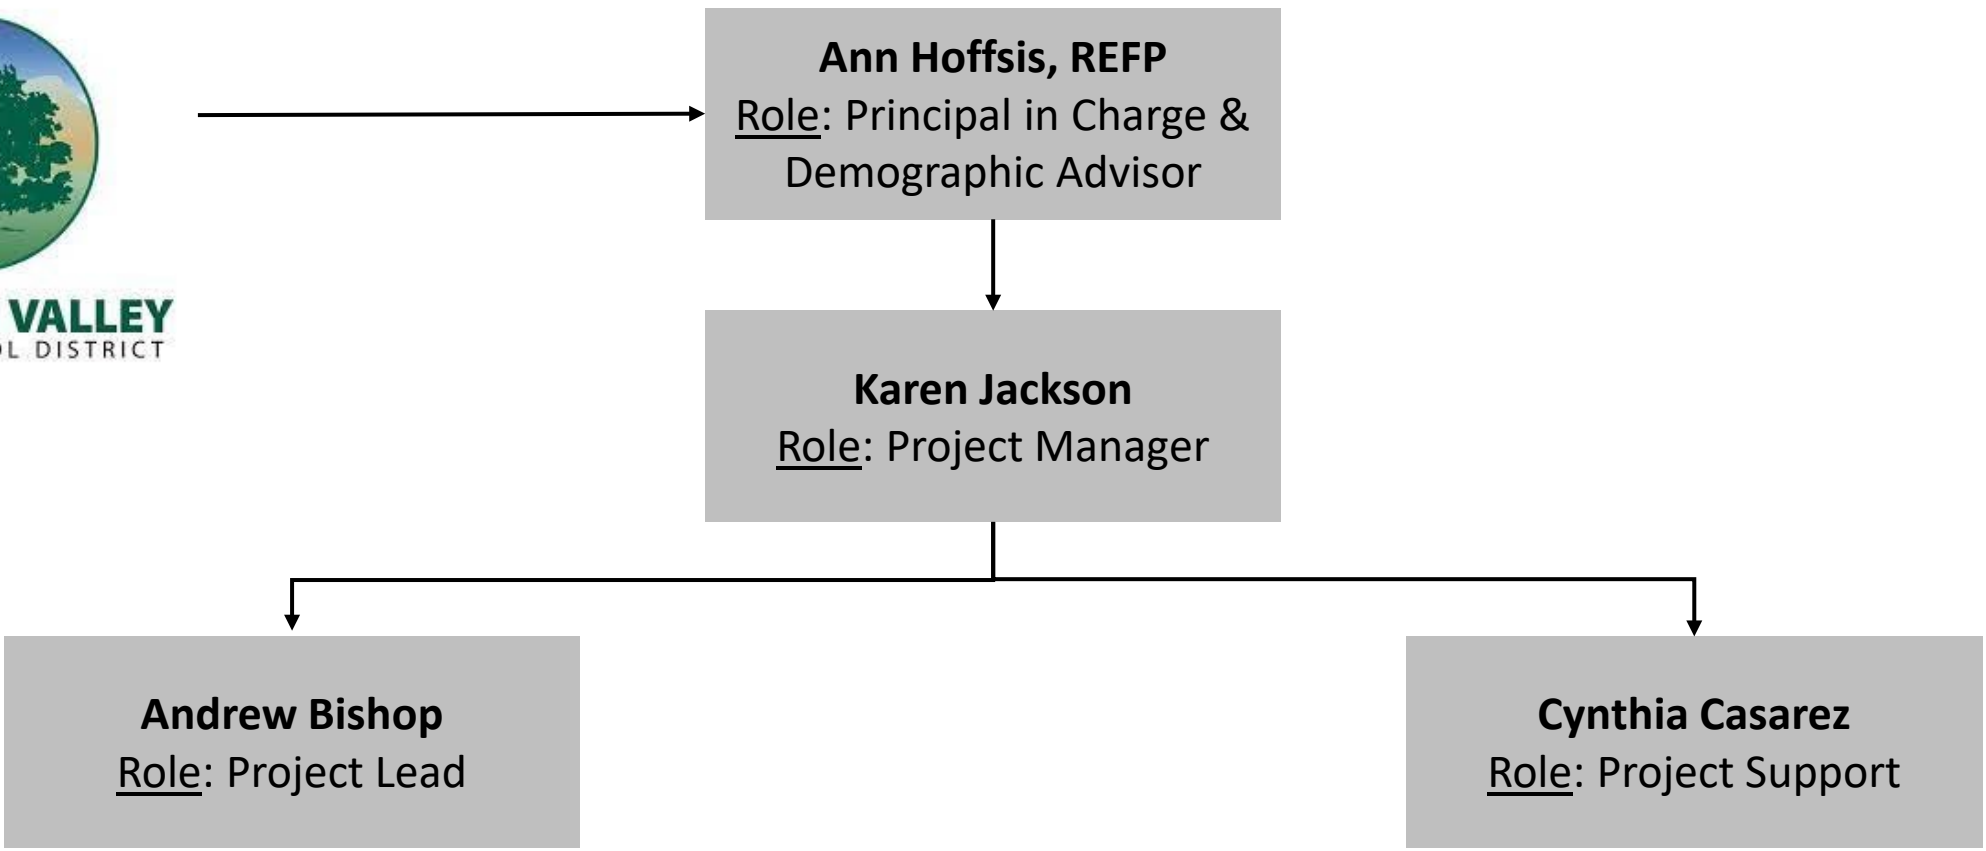 Ann Hoffsis, REFP
Role: Principal in Charge &
Demographic Advisor
VALLEY
DISTRICT
Karen Jackson
Role: Project Manager
Andrew Bishop
Role: Project Lead
Cynthia Casarez
Role: Project Support